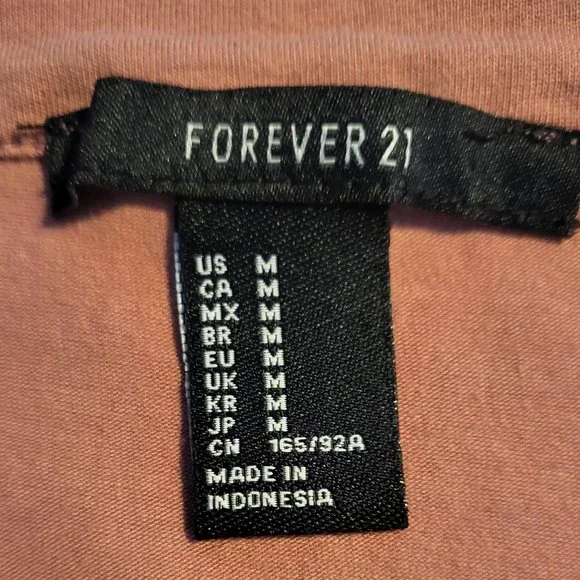 FOREVER 21
US M
CA M
MX M
BR M
EU M
UK M
KR M
JP M
CN 165/92A
MADE IN
INDONESIA